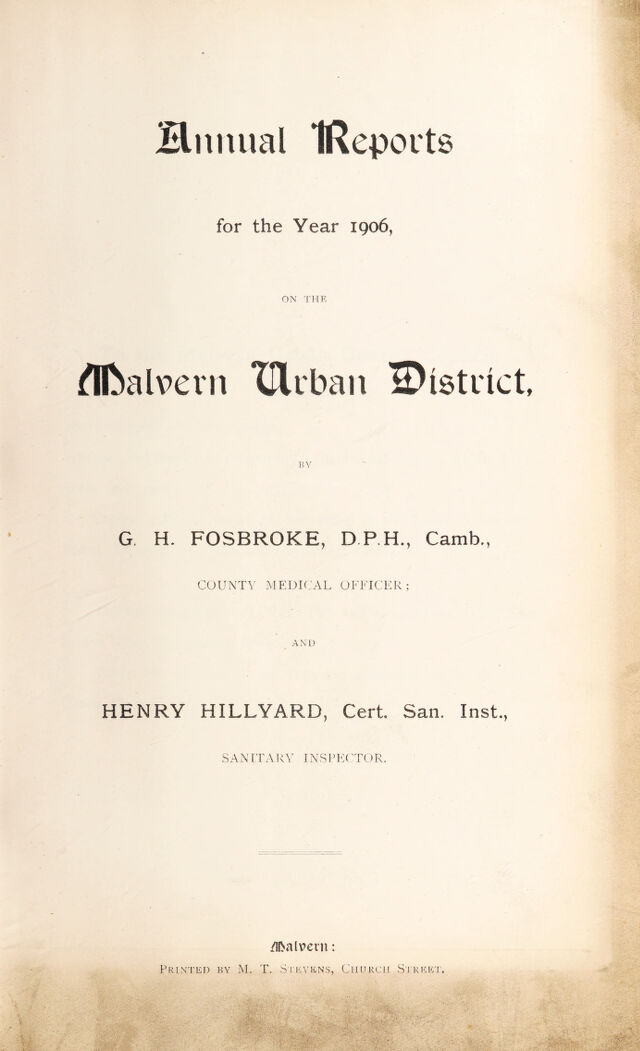 Annual Reports
for the Year 1906,
ON THE
Malvern Urban District,
BY
G. H. FOSBROKE, D.P.H., Camb.,
COUNTY MEDICAL OFFICER;
AND
HENRY HILLYARD, Cert. San. Inst.,
SANITARY INSPECTOR.
Malvern:
PRINTED BY M. T. STEVENS, CHURCH STREET.